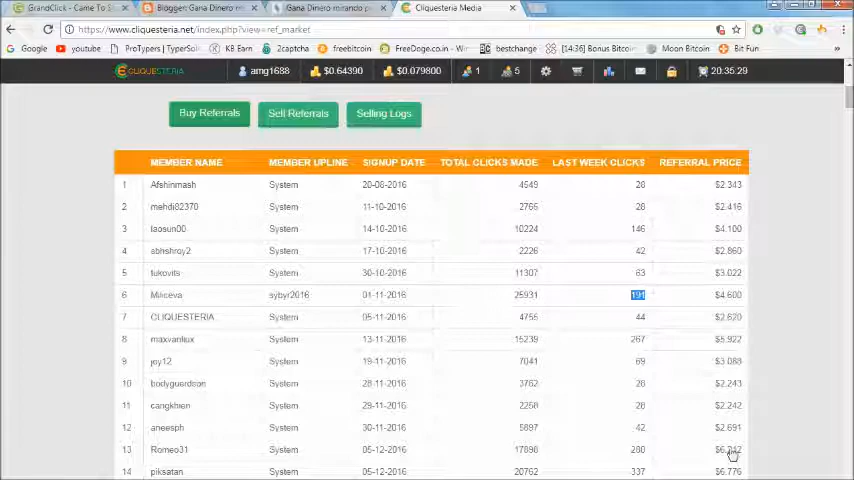 GrandClick - Came To S
Blogger: Gana Dinero m
Gana Dinero mirando p
Cliquesteria Media
https://www.cliquesteria.net/index.php?view=ref_market
Google youtube ProTypers | TyperSol KB Earn 2captcha freebitcoin FreeDoge.co.in – We bestchange [14:36] Bonus Bitcoin Moon Bitcoin Bit Fun
CLIQUESTERIA amg1688 $0.64390 $0.079800 1 5 20:35:29
Buy Referrals Sell Referrals Selling Logs
MEMBER NAME MEMBER UPLINE SIGNUP DATE TOTAL CLICKS MADE LAST WEEK CLICKS REFERRAL PRICE
1 Afshinmash System 20-08-2016 4549 28 $2.343
2 mehdi82370 System 11-10-2016 2765 28 $2.416
3 laosun00 System 14-10-2016 10224 146 $4.100
4 abhshroy2 System 17-10-2016 2226 42 $2.860
5 tukovits System 30-10-2016 11307 63 $3.022
6 Miliceva sybyr2016 01-11-2016 25931 191 $4.600
7 CLIQUESTERIA System 05-11-2016 4755 44 $2.620
8 maxvanliux System 13-11-2016 15239 267 $5.922
9 joy12 System 19-11-2016 7041 69 $3.088
10 bodyguardson System 28-11-2016 3762 28 $2.243
11 cangkhien System 29-11-2016 2258 28 $2.242
12 aneesph System 30-11-2016 5897 42 $2.691
13 Romeo31 System 05-12-2016 17898 280
14 piksatan System 05-12-2016 20762 337 $6.776